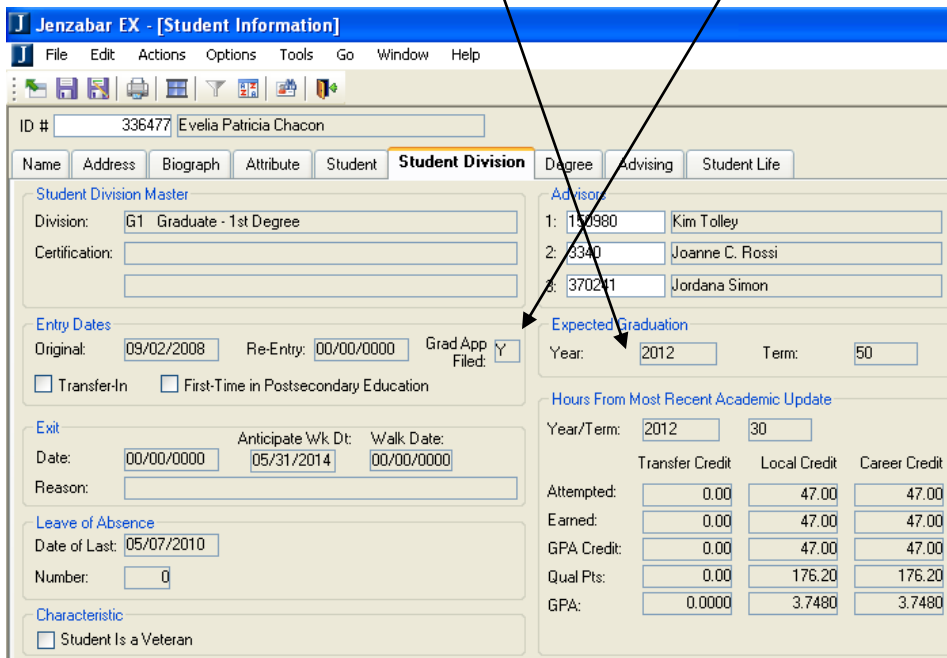 Jenzabar EX - [Student Information]
File Edit Actions Options Tools Go Window Help
ID # 336477 Evelia Patricia Chacon
Name Address Biograph Attribute Student Student Division Degree Advising Student Life
Student Division Master
Division: G1 Graduate - 1st Degree
Certification:
Advisors
1: 150980 Kim Tolley
2: 3340 Joanne C. Rossi
3: 370241 Jordana Simon
Entry Dates
Original: 09/02/2008 Re-Entry: 00/00/0000 Grad App Filed: Y
Transfer-In First-Time in Postsecondary Education
Expected Graduation
Year: 2012 Term: 50
Exit
Anticipate Wk Dt: Walk Date:
Date: 00/00/0000 05/31/2014 00/00/0000
Reason:
Leave of Absence
Date of Last: 05/07/2010
Number: 0
Characteristic
Student Is a Veteran
Hours From Most Recent Academic Update
Year/Term: 2012 30
Transfer Credit Local Credit Career Credit
Attempted: 0.00 47.00 47.00
Earned: 0.00 47.00 47.00
GPA Credit: 0.00 47.00 47.00
Qual Pts: 0.00 176.20 176.20
GPA: 0.0000 3.7480 3.7480